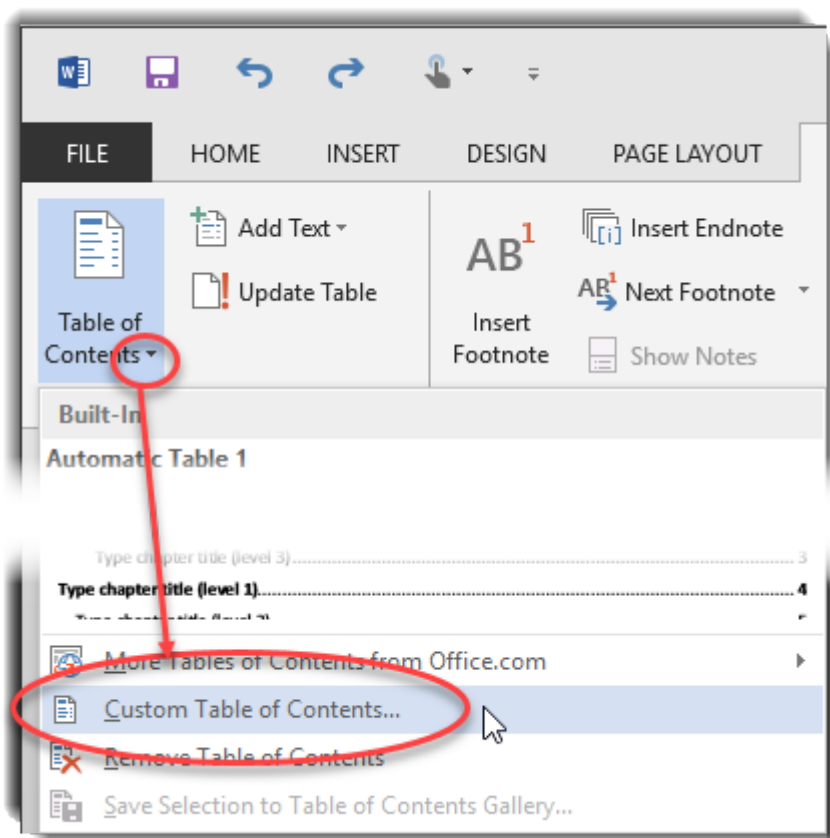 FILE HOME INSERT DESIGN PAGE LAYOUT
Add Text
Update Table
Table of
Contents
AB1
Insert
Footnote
[i] Insert Endnote
AB1 Next Footnote
Show Notes
Built-In
Automatic Table 1
Type chapter title (level 3) 3
Type chapter title (level 1) 4
More Tables of Contents from Office.com
Custom Table of Contents...
Remove Table of Contents
Save Selection to Table of Contents Gallery...